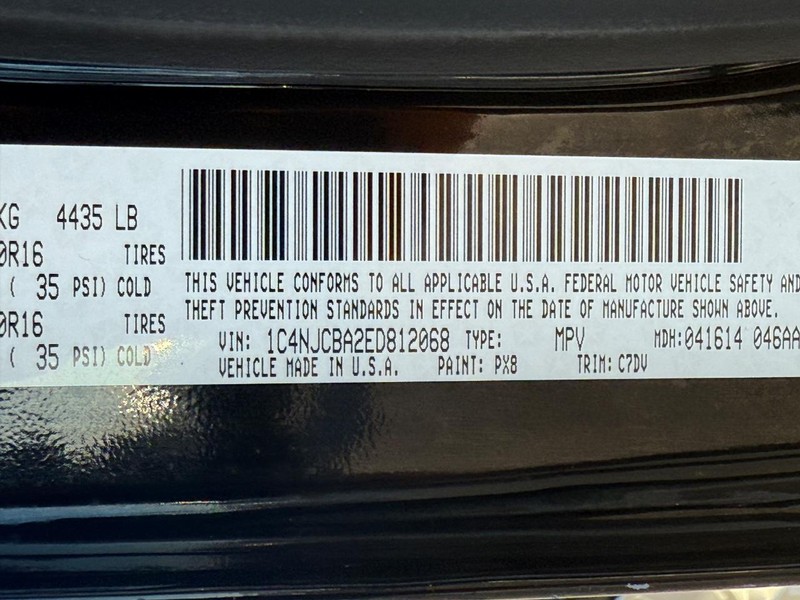 KG 4435 LB
0R16 TIRES
( 35 PSI) COLD
0R16 TIRES
( 35 PSI) COLD
THIS VEHICLE CONFORMS TO ALL APPLICABLE U.S.A. FEDERAL MOTOR VEHICLE SAFETY AND
THEFT PREVENTION STANDARDS IN EFFECT ON THE DATE OF MANUFACTURE SHOWN ABOVE.
VIN: 1C4NJCBA2ED812068 TYPE: MPV MDH:041614 046AA
VEHICLE MADE IN U.S.A. PAINT: PX8 TRIM: C7DV